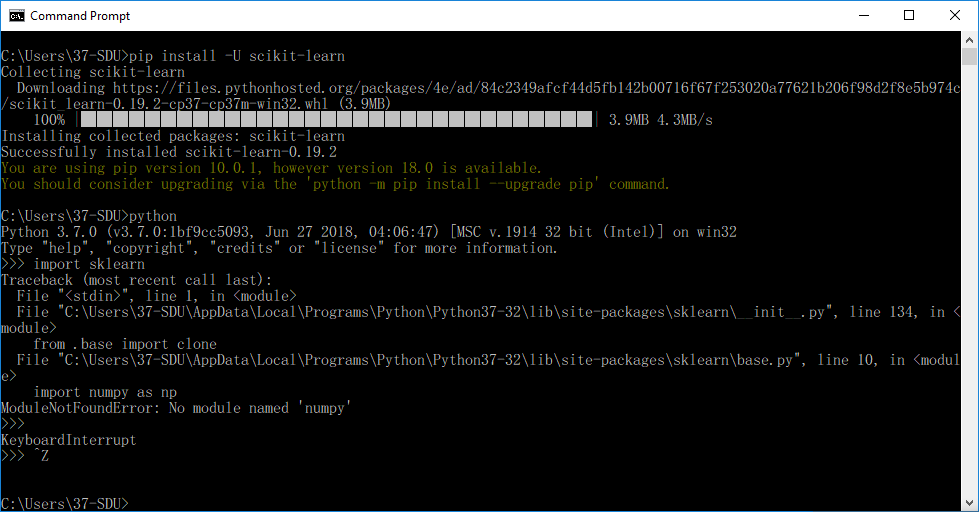 Command Prompt
C:\Users\37-SDU>pip install -U scikit-learn
Collecting scikit-learn
  Downloading https://files.pythonhosted.org/packages/4e/ad/84c2349afcf44d5fb142b00716f67f253020a77621b206f98d2f8e5b974c
/scikit_learn-0.19.2-cp37-cp37m-win32.whl (3.9MB)
    100% |████████████████████████████████| 3.9MB 4.3MB/s
Installing collected packages: scikit-learn
Successfully installed scikit-learn-0.19.2
You are using pip version 10.0.1, however version 18.0 is available.
You should consider upgrading via the 'python -m pip install --upgrade pip' command.
C:\Users\37-SDU>python
Python 3.7.0 (v3.7.0:1bf9cc5093, Jun 27 2018, 04:06:47) [MSC v.1914 32 bit (Intel)] on win32
Type "help", "copyright", "credits" or "license" for more information.
>>> import sklearn
Traceback (most recent call last):
  File "<stdin>", line 1, in <module>
  File "C:\Users\37-SDU\AppData\Local\Programs\Python\Python37-32\lib\site-packages\sklearn\__init__.py", line 134, in <
module>
    from .base import clone
  File "C:\Users\37-SDU\AppData\Local\Programs\Python\Python37-32\lib\site-packages\sklearn\base.py", line 10, in <modul
e>
    import numpy as np
ModuleNotFoundError: No module named 'numpy'
>>>
KeyboardInterrupt
>>> ^Z
C:\Users\37-SDU>